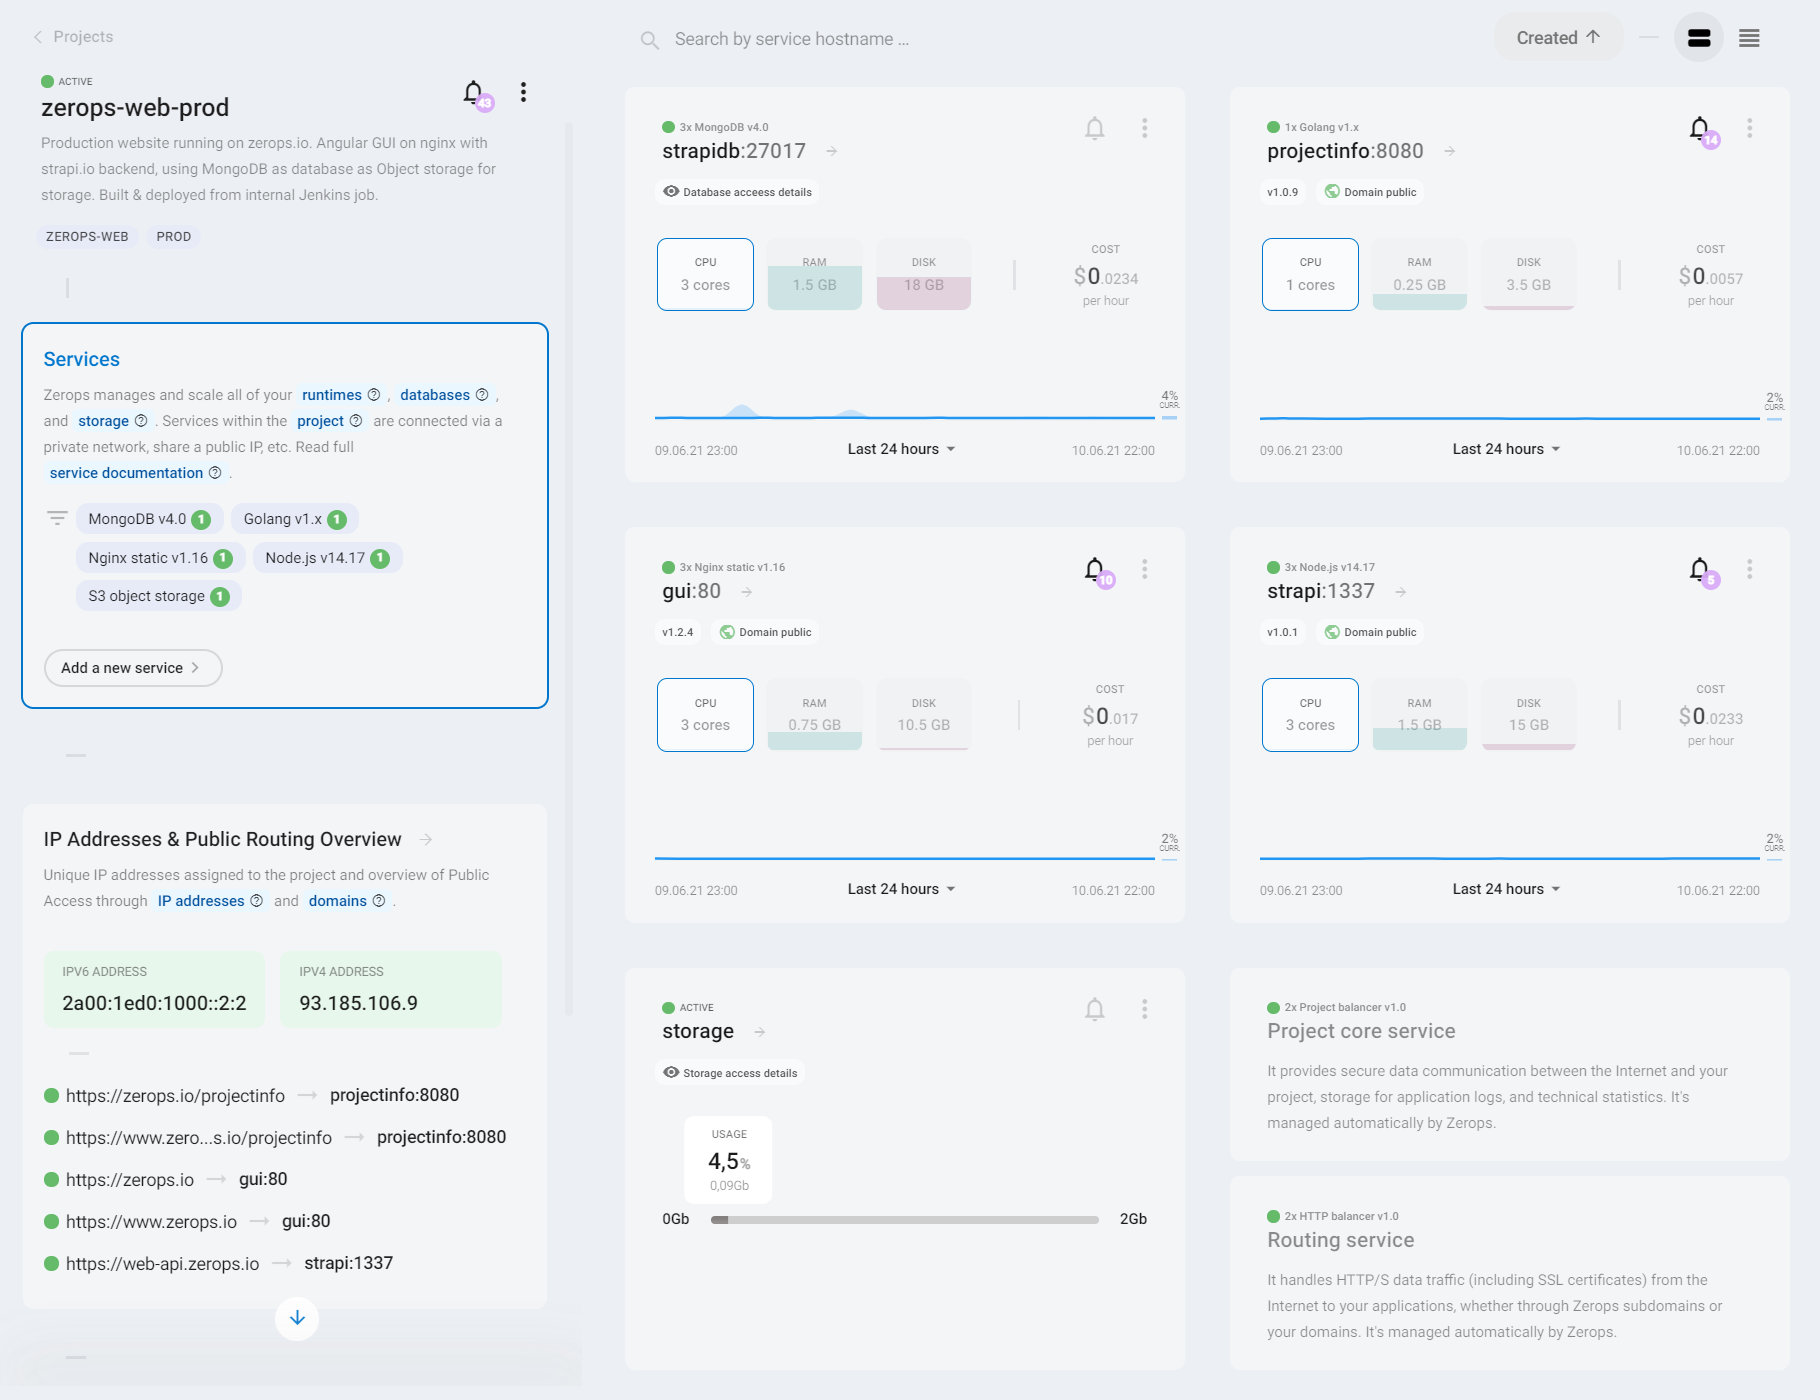 Projects
ACTIVE
zerops-web-prod
43
Production website running on zerops.io. Angular GUI on nginx with
strapi.io backend, using MongoDB as database as Object storage for
storage. Built & deployed from internal Jenkins job.
ZEROPS-WEB PROD
Services
Zerops manages and scale all of your runtimes , databases ,
and storage . Services within the project are connected via a
private network, share a public IP, etc. Read full
service documentation .
MongoDB v4.0 1 Golang v1.x 1
Nginx static v1.16 1 Node.js v14.17 1
S3 object storage 1
Add a new service
IP Addresses & Public Routing Overview
Unique IP addresses assigned to the project and overview of Public
Access through IP addresses and domains .
IPV6 ADDRESS
2a00:1ed0:1000::2:2
IPV4 ADDRESS
93.185.106.9
https://zerops.io/projectinfo projectinfo:8080
https://www.zero...s.io/projectinfo projectinfo:8080
https://zerops.io gui:80
https://www.zerops.io gui:80
https://web-api.zerops.io strapi:1337
Search by service hostname ...
Created
3x MongoDB v4.0
strapidb:27017
Database acceess details
CPU
3 cores
RAM
1.5 GB
DISK
18 GB
COST
$0.0234
per hour
4%
CURR.
09.06.21 23:00 Last 24 hours 10.06.21 22:00
1x Golang v1.x
projectinfo:8080
14
v1.0.9 Domain public
CPU
1 cores
RAM
0.25 GB
DISK
3.5 GB
COST
$0.0057
per hour
2%
CURR.
09.06.21 23:00 Last 24 hours 10.06.21 22:00
3x Nginx static v1.16
gui:80
10
v1.2.4 Domain public
CPU
3 cores
RAM
0.75 GB
DISK
10.5 GB
COST
$0.017
per hour
2%
CURR.
09.06.21 23:00 Last 24 hours 10.06.21 22:00
3x Node.js v14.17
strapi:1337
5
v1.0.1 Domain public
CPU
3 cores
RAM
1.5 GB
DISK
15 GB
COST
$0.0233
per hour
2%
CURR.
09.06.21 23:00 Last 24 hours 10.06.21 22:00
ACTIVE
storage
Storage access details
USAGE
4,5%
0,09Gb
0Gb 2Gb
2x Project balancer v1.0
Project core service
It provides secure data communication between the Internet and your
project, storage for application logs, and technical statistics. It's
managed automatically by Zerops.
2x HTTP balancer v1.0
Routing service
It handles HTTP/S data traffic (including SSL certificates) from the
Internet to your applications, whether through Zerops subdomains or
your domains. It's managed automatically by Zerops.